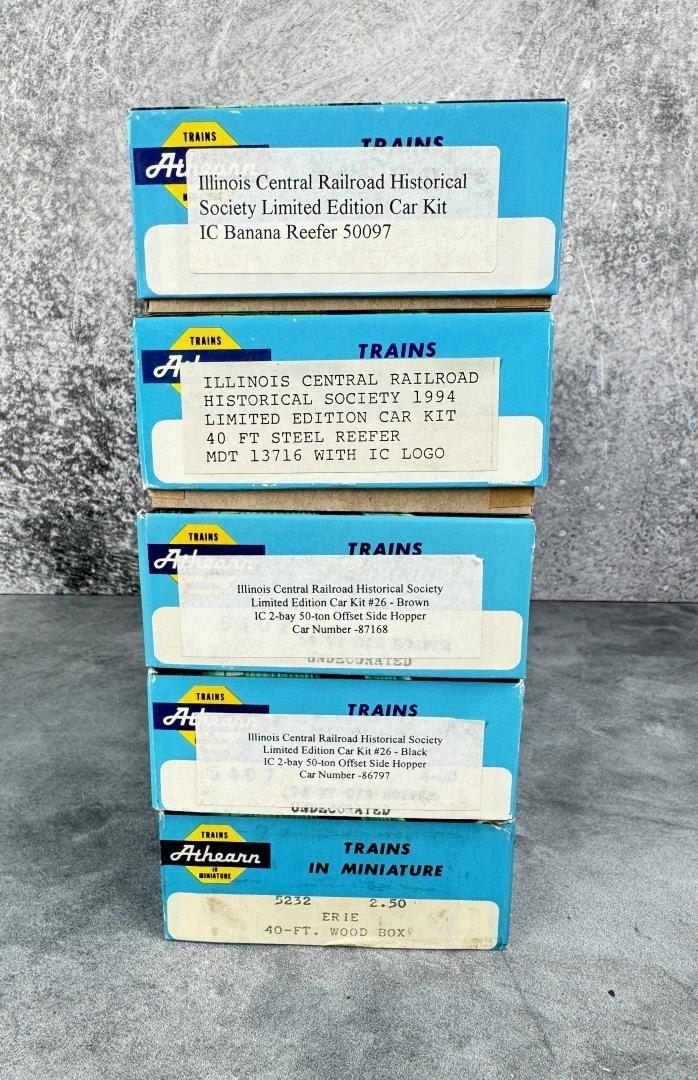 TRAINS
TRAINS
Illinois Central Railroad Historical
Society Limited Edition Car Kit
IC Banana Reefer 50097
TRAINS
TRAINS
ILLINOIS CENTRAL RAILROAD
HISTORICAL SOCIETY 1994
LIMITED EDITION CAR KIT
40 FT STEEL REEFER
MDT 13716 WITH IC LOGO
TRAINS
Athearn
TRAINS
Illinois Central Railroad Historical Society
Limited Edition Car Kit #26 - Brown
IC 2-bay 50-ton Offset Side Hopper
Car Number -87168
5407
UNDECORATED
TRAINS
Athearn
TRAINS
Illinois Central Railroad Historical Society
Limited Edition Car Kit #26 - Black
IC 2-bay 50-ton Offset Side Hopper
Car Number -86797
5407
UNDECORATED
TRAINS
Athearn
IN
MINIATURE
TRAINS
IN MINIATURE
5232 2.50
ERIE
40-FT. WOOD BOX